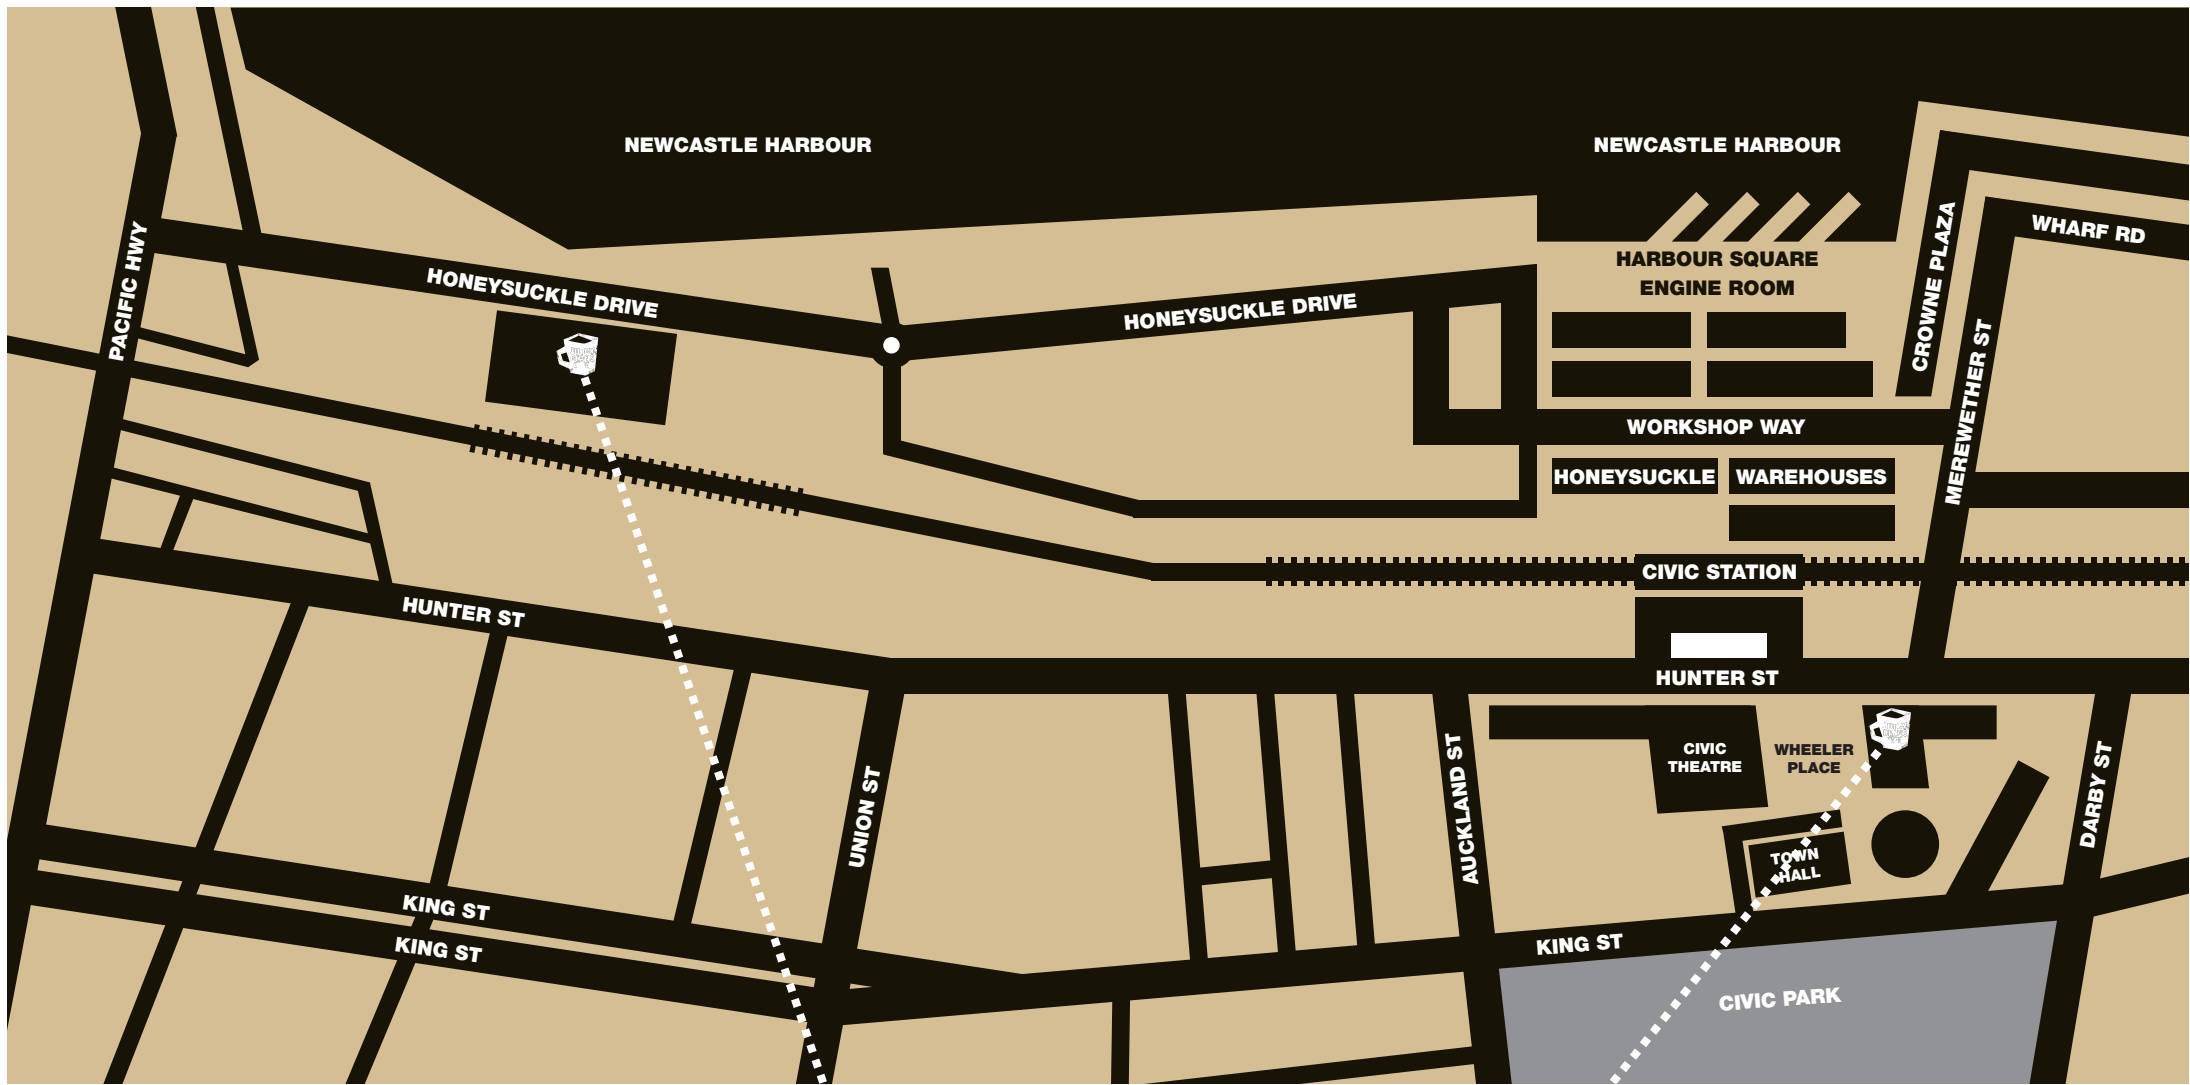 NEWCASTLE HARBOUR
NEWCASTLE HARBOUR
PACIFIC HWY
HONEYSUCKLE DRIVE
HONEYSUCKLE DRIVE
HARBOUR SQUARE
ENGINE ROOM
CROWNE PLAZA
WHARF RD
MEREWETHER ST
WORKSHOP WAY
HONEYSUCKLE
WAREHOUSES
CIVIC STATION
HUNTER ST
HUNTER ST
UNION ST
AUCKLAND ST
CIVIC
THEATRE
WHEELER
PLACE
DARBY ST
TOWN
HALL
KING ST
KING ST
KING ST
CIVIC PARK